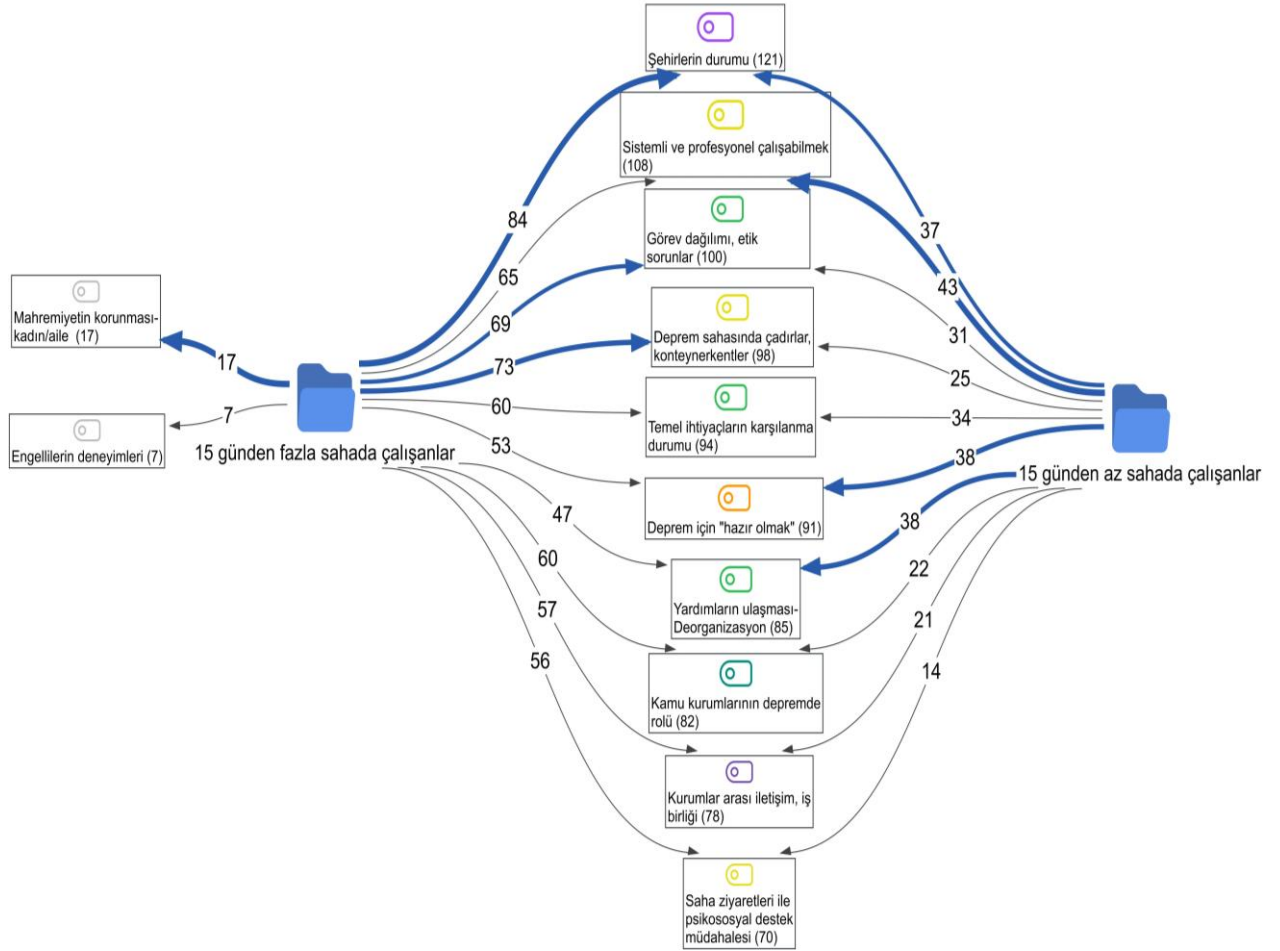 Şehirlerin durumu (121)
Sistemli ve profesyonel çalışabilmek
(108)
84
37
65
Görev dağılımı, etik
sorunlar (100)
43
69
31
Mahremiyetin korunması-
kadın/aile (17)
17
73
Deprem sahasında çadırlar,
konteynerkentler (98)
25
7
Engellilerin deneyimleri (7)
15 günden fazla sahada çalışanlar
60
Temel ihtiyaçların karşılanma
durumu (94)
34
15 günden az sahada çalışanlar
53
38
Deprem için "hazır olmak" (91)
47
38
60
Yardımların ulaşması-
Deorganizasyon (85)
22
57
21
56
Kamu kurumlarının depremde
rolü (82)
14
Kurumlar arası iletişim, iş
birliği (78)
Saha ziyaretleri ile
psikososyal destek
müdahalesi (70)